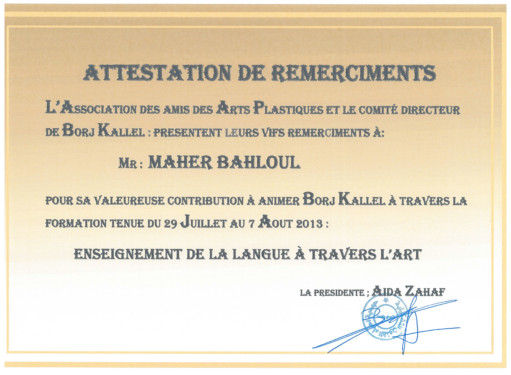 ATTESTATION DE REMERCIMENTS
L'ASSOCIATION DES AMIS DES ARTS PLASTIQUES ET LE COMITÉ DIRECTEUR
DE BORJ KALLEL : PRESENTENT LEURS VIFS REMERCIMENTS À:
MR : MAHER BAHLOUL
POUR SA VALEUREUSE CONTRIBUTION À ANIMER BORJ KALLEL À TRAVERS LA
FORMATION TENUE DU 29 JUILLET AU 7 AOUT 2013 :
ENSEIGNEMENT DE LA LANGUE À TRAVERS L'ART
LA PRESIDENTE : AIDA ZAHAF